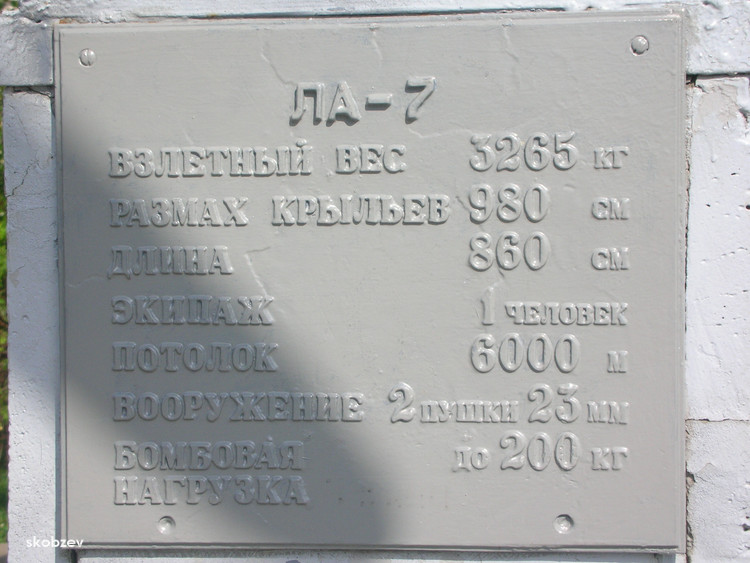 ЛА-7
ВЗЛЕТНЫЙ ВЕС 3265 КГ
РАЗМАХ КРЫЛЬЕВ 980 СМ
ДЛИНА 860 СМ
ЭКИПАЖ 1 ЧЕЛОВЕК
ПОТОЛОК 6000 М
ВООРУЖЕНИЕ 2 ПУШКИ 23 ММ
БОМБОВАЯ ДО 200 КГ
НАГРУЗКА
skobzev